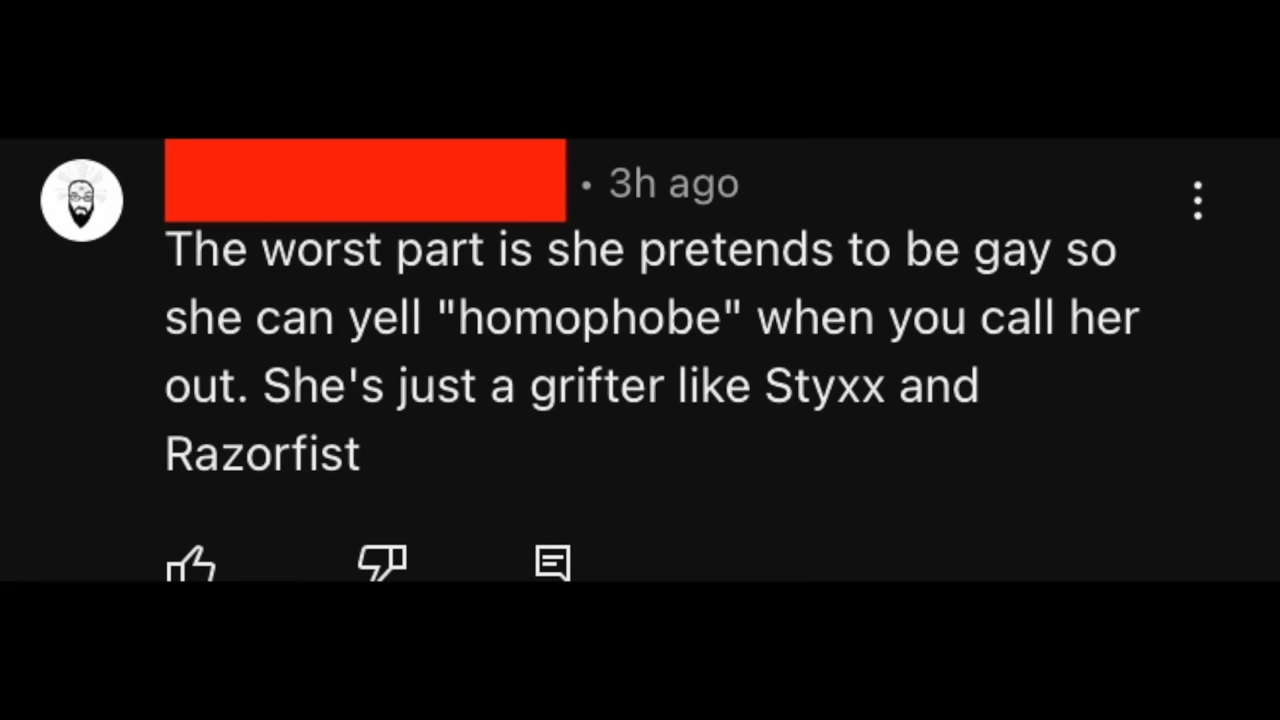 • 3h ago
The worst part is she pretends to be gay so
she can yell "homophobe" when you call her
out. She's just a grifter like Styxx and
Razorfist